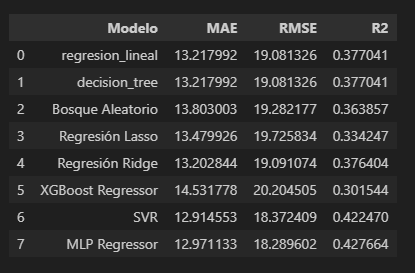 Modelo MAE RMSE R2
0 regresion_lineal 13.217992 19.081326 0.377041
1 decision_tree 13.217992 19.081326 0.377041
2 Bosque Aleatorio 13.803003 19.282177 0.363857
3 Regresión Lasso 13.479926 19.725834 0.334247
4 Regresión Ridge 13.202844 19.091074 0.376404
5 XGBoost Regressor 14.531778 20.204505 0.301544
6 SVR 12.914553 18.372409 0.422470
7 MLP Regressor 12.971133 18.289602 0.427664